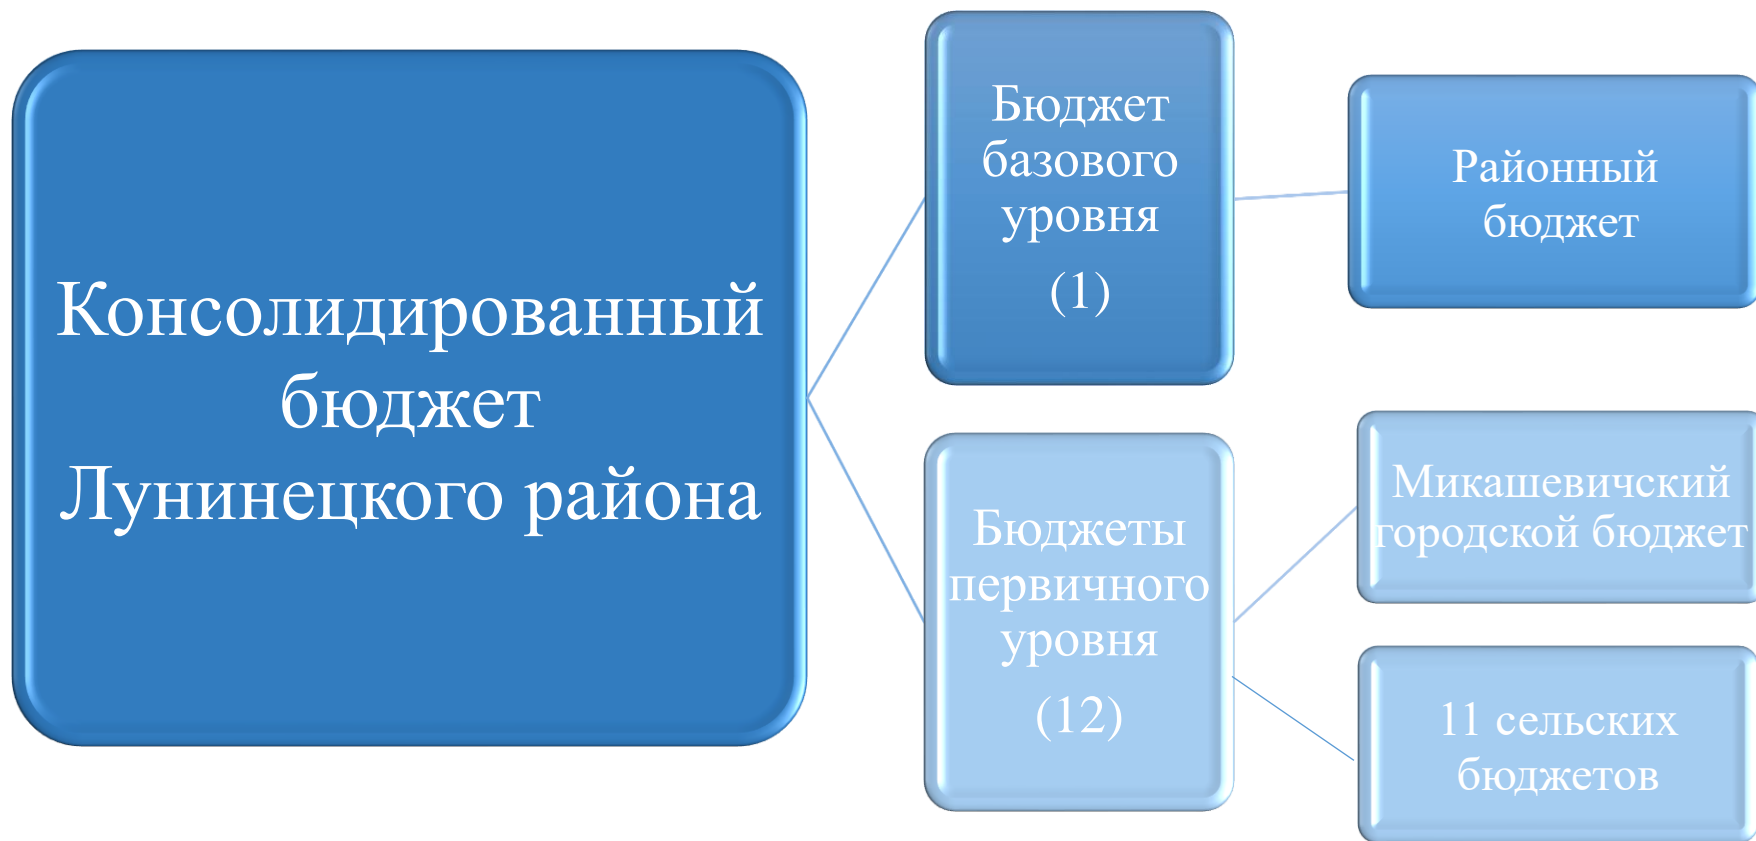 Консолидированный
бюджет
Лунинецкого района
Бюджет
базового
уровня
(1)
Районный
бюджет
Бюджеты
первичного
уровня
(12)
Микашевичский
городской бюджет
11 сельских
бюджетов